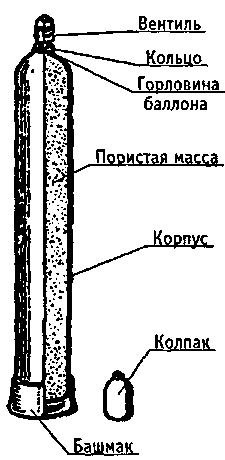 Вентиль
Кольцо
Горловина
баллона
Пористая масса
Корпус
Колпак
Башмак